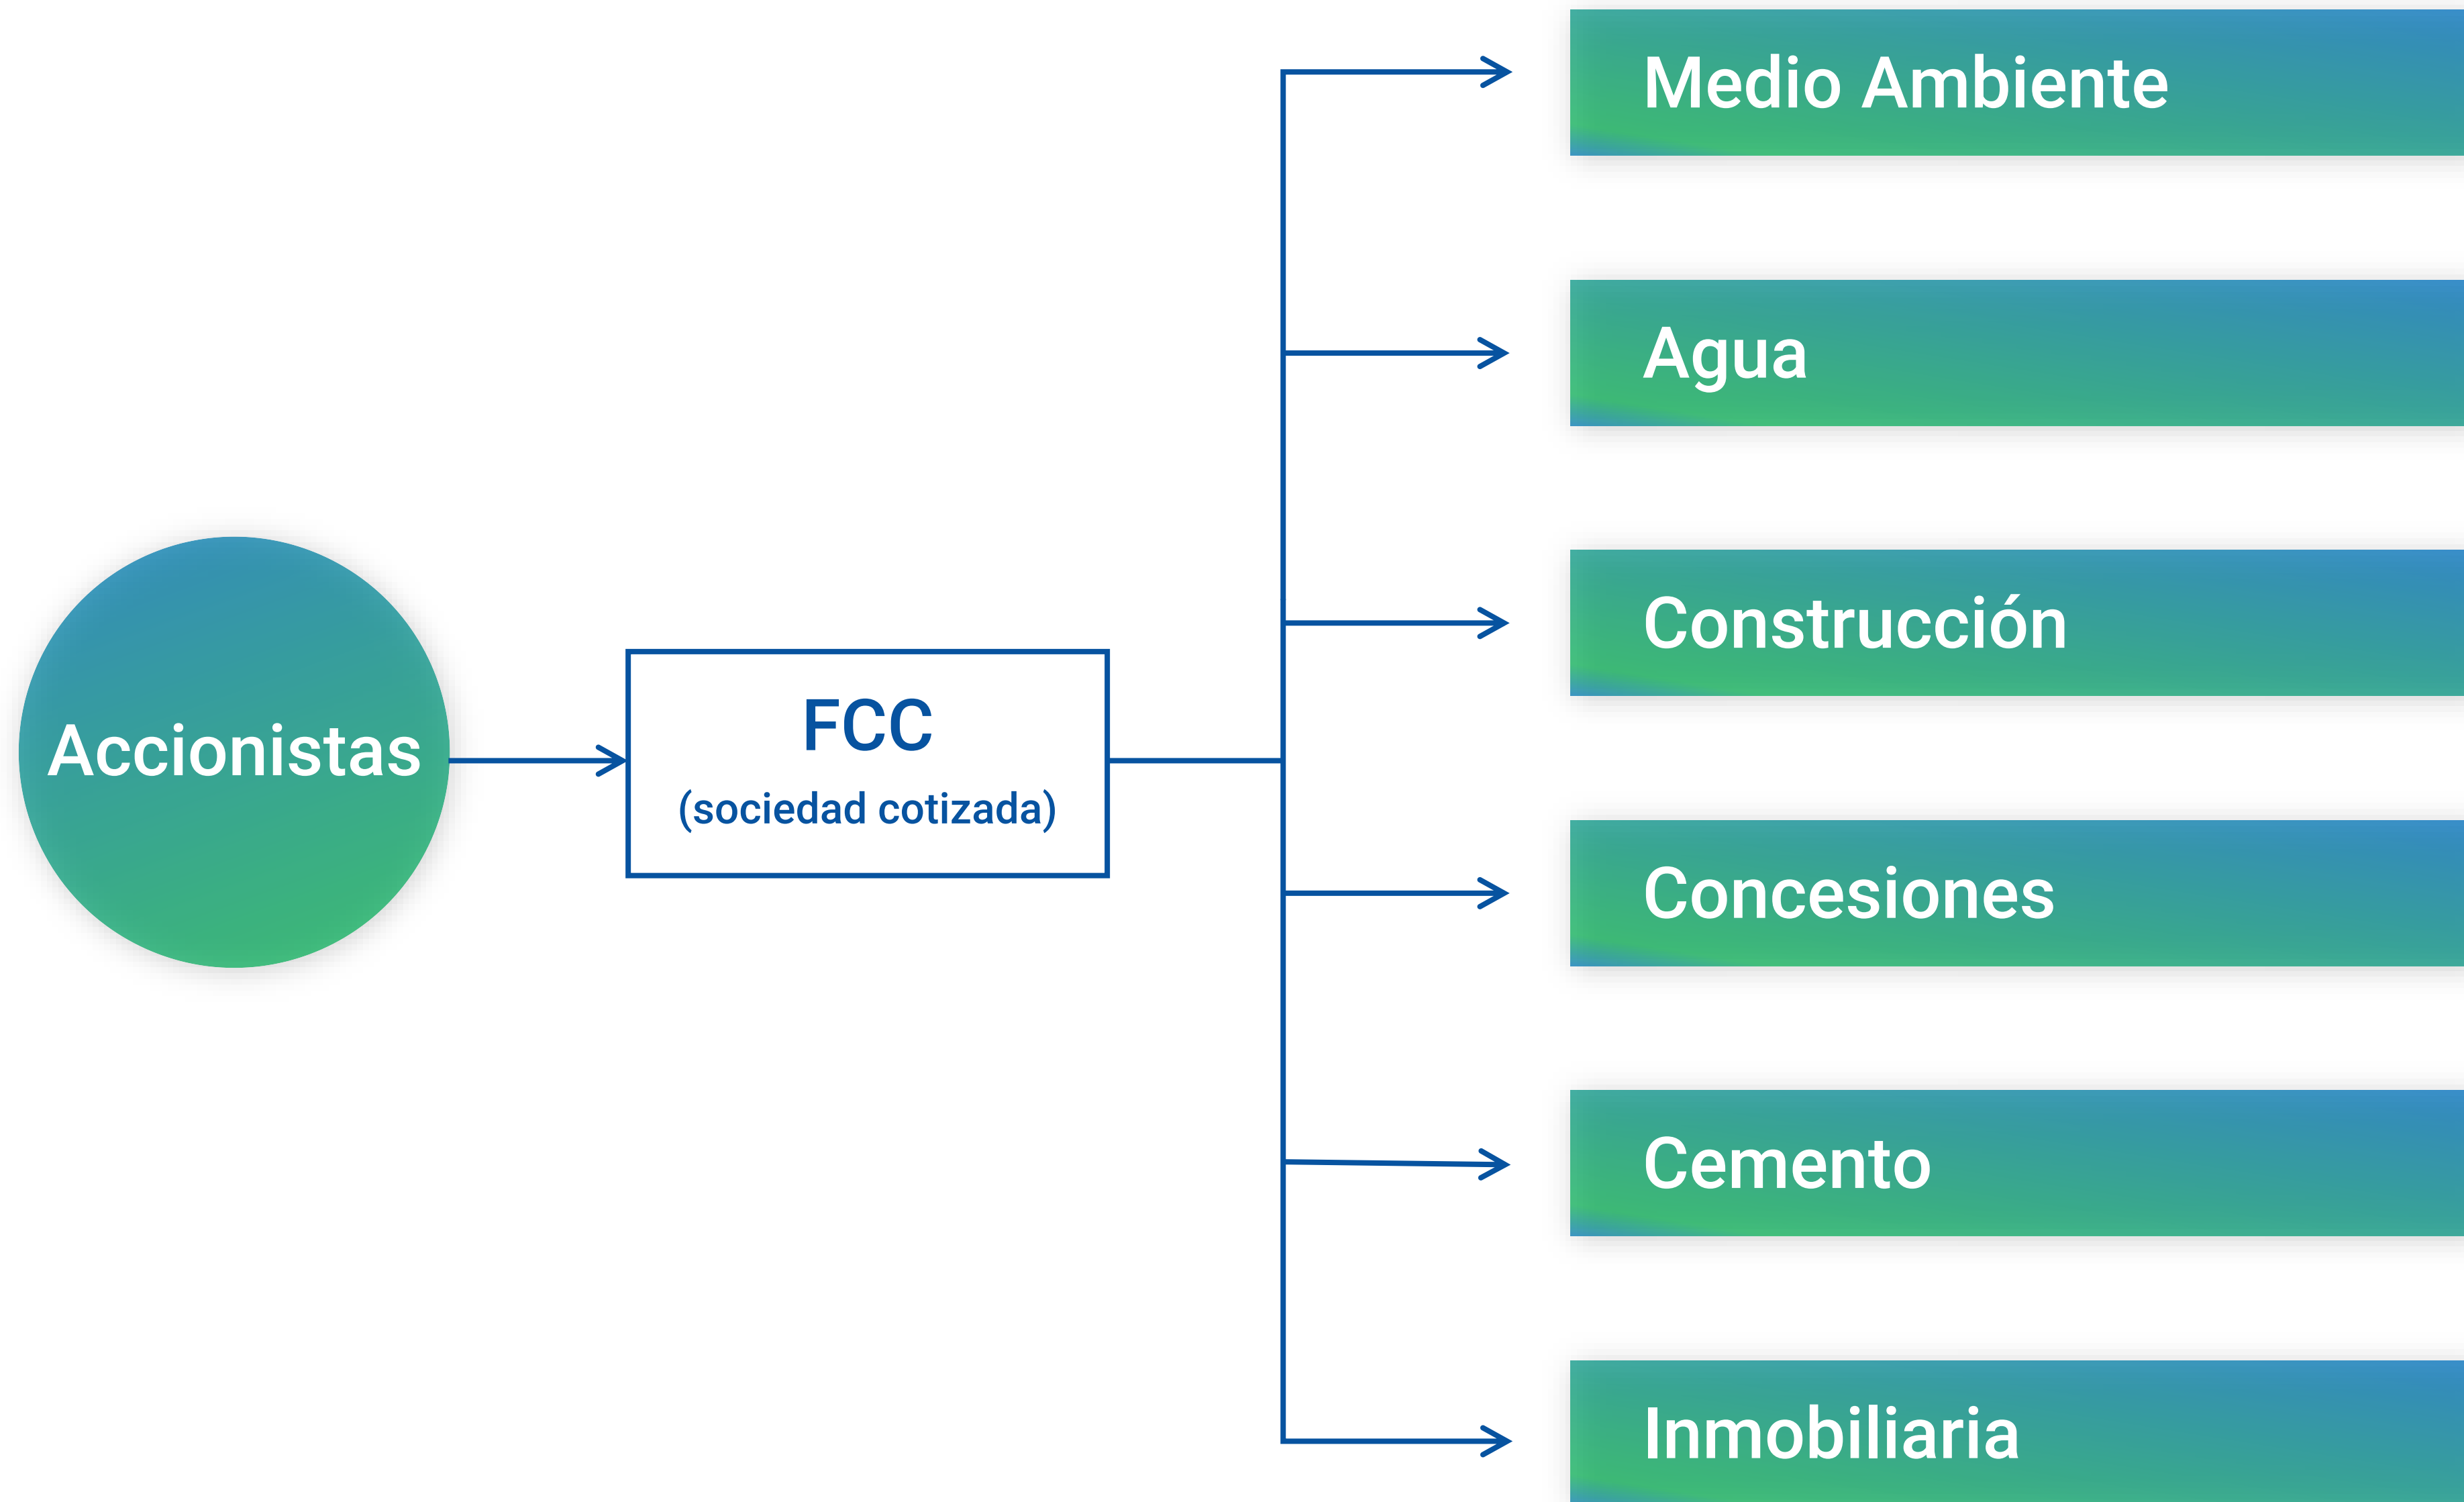 Accionistas
FCC
(sociedad cotizada)
Medio Ambiente
Agua
Construcción
Concesiones
Cemento
Inmobiliaria